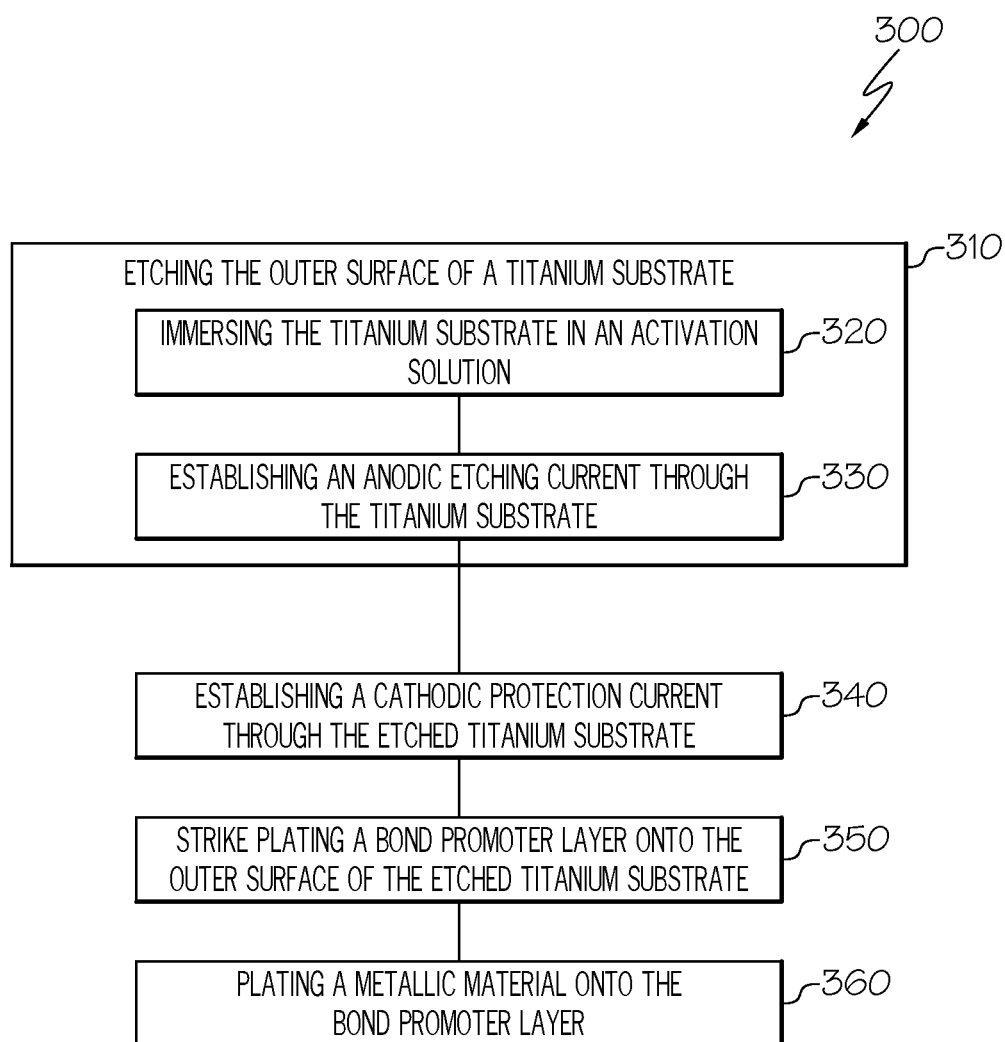 300
310
ETCHING THE OUTER SURFACE OF A TITANIUM SUBSTRATE
IMMERSING THE TITANIUM SUBSTRATE IN AN ACTIVATION
SOLUTION
320
ESTABLISHING AN ANODIC ETCHING CURRENT THROUGH
THE TITANIUM SUBSTRATE
330
ESTABLISHING A CATHODIC PROTECTION CURRENT
THROUGH THE ETCHED TITANIUM SUBSTRATE
340
STRIKE PLATING A BOND PROMOTER LAYER ONTO THE
OUTER SURFACE OF THE ETCHED TITANIUM SUBSTRATE
350
PLATING A METALLIC MATERIAL ONTO THE
BOND PROMOTER LAYER
360